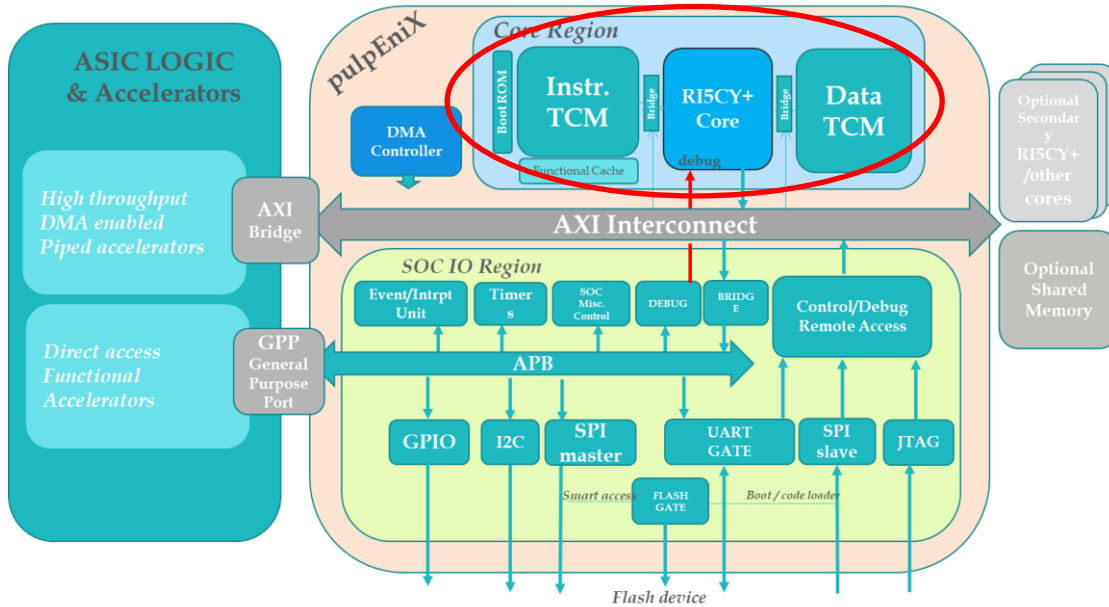 ASIC LOGIC
& Accelerators
High throughput
DMA enabled
Piped accelerators
Direct access
Functional
Accelerators
AXI
Bridge
GPP
General
Purpose
Port
pulpEniX
DMA
Controller
Core Region
Boot ROM
Instr.
TCM
Functional Cache
Bridge
RI5CY+
Core
debug
Bridge
Data
TCM
AXI Interconnect
Optional
Secondar
y
RI5CY+
/other
cores
Optional
Shared
Memory
SOC IO Region
Event/Intrpt
Unit
Timer
s
SOC
Misc.
Control
DEBUG
BRIDG
E
Control/Debug
Remote Access
APB
GPIO
I2C
SPI
master
UART
GATE
SPI
slave
JTAG
Smart access
FLASH
GATE
Boot / code loader
Flash device